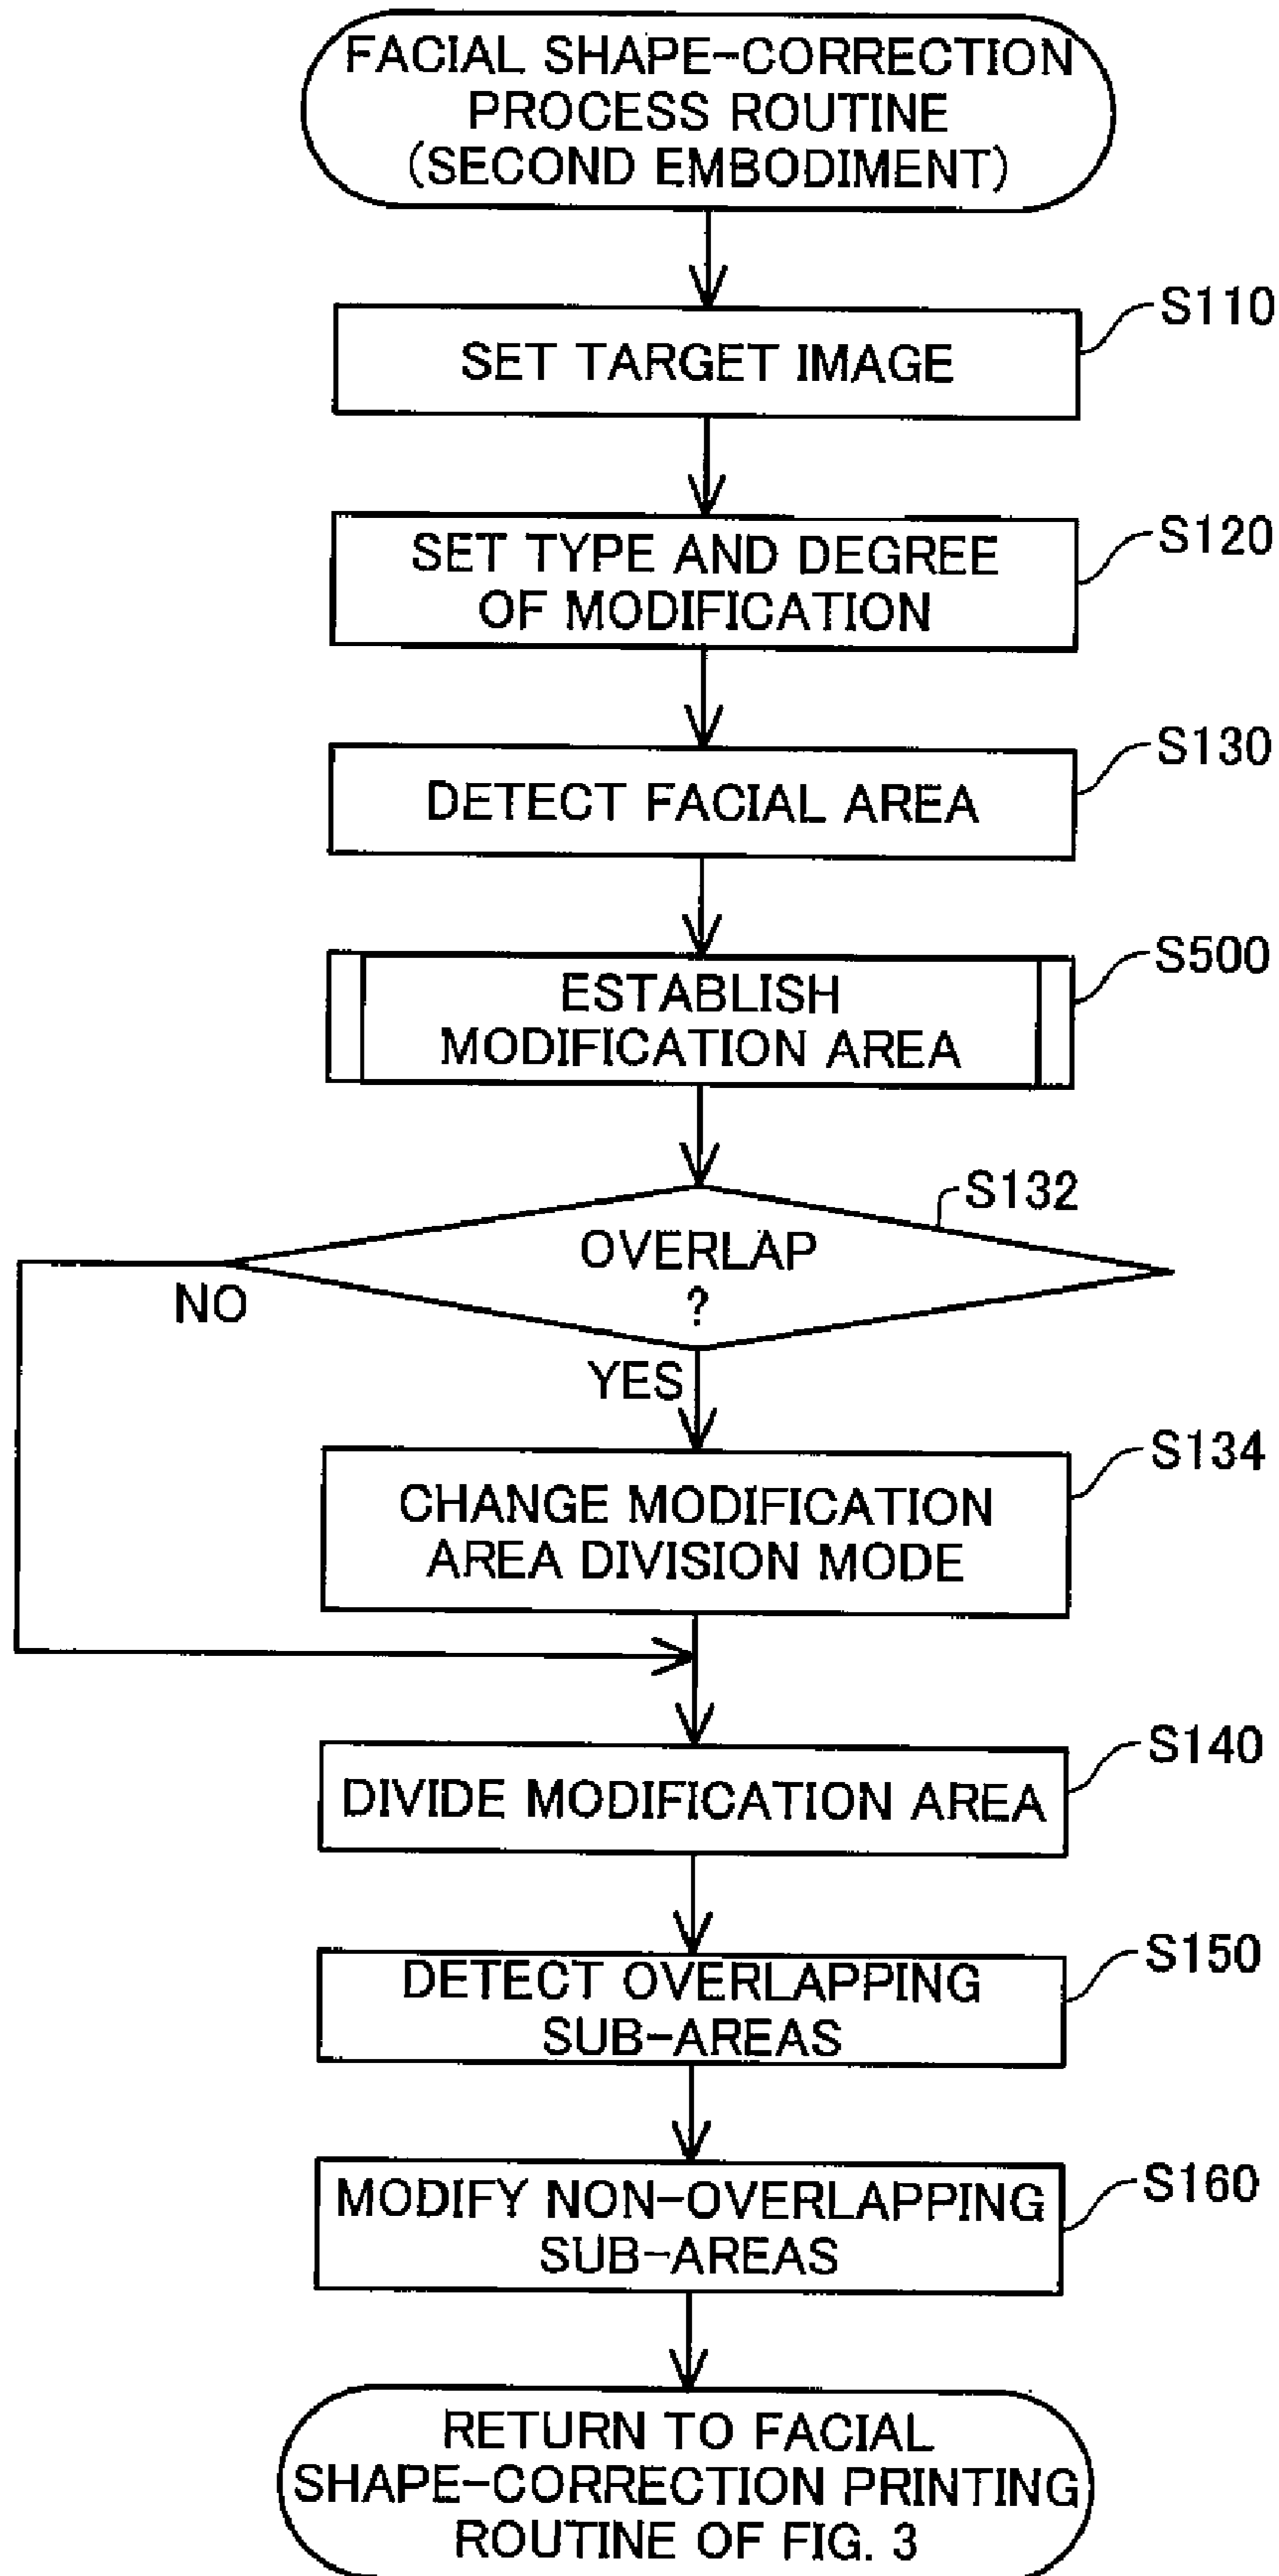 FACIAL SHAPE-CORRECTION
PROCESS ROUTINE
(SECOND EMBODIMENT)
S110
SET TARGET IMAGE
S120
SET TYPE AND DEGREE
OF MODIFICATION
S130
DETECT FACIAL AREA
S500
ESTABLISH
MODIFICATION AREA
S132
OVERLAP
?
NO
YES
S134
CHANGE MODIFICATION
AREA DIVISION MODE
S140
DIVIDE MODIFICATION AREA
S150
DETECT OVERLAPPING
SUB-AREAS
S160
MODIFY NON-OVERLAPPING
SUB-AREAS
RETURN TO FACIAL
SHAPE-CORRECTION PRINTING
ROUTINE OF FIG. 3